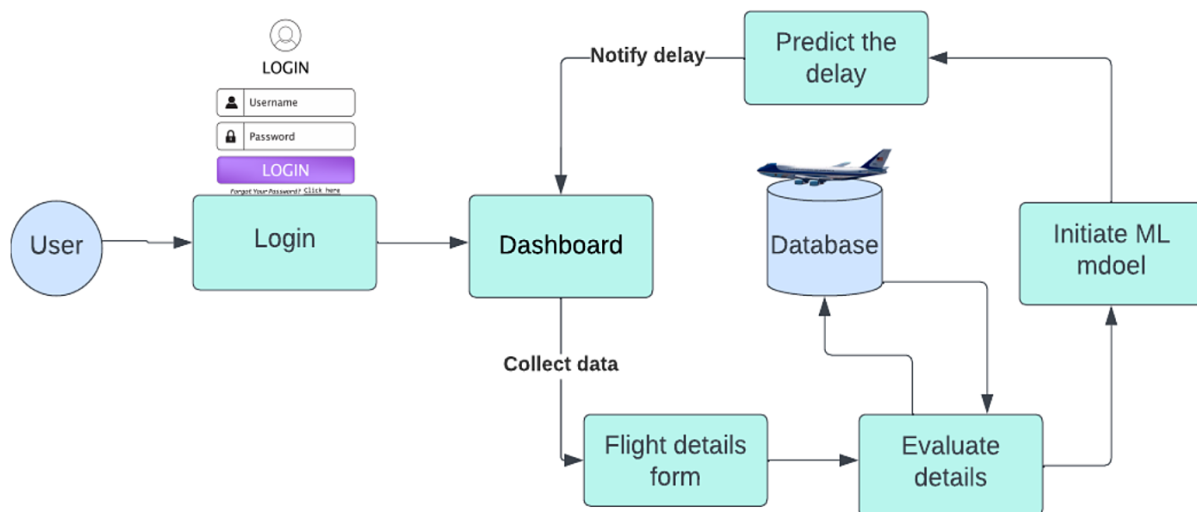 LOGIN
Username
Password
LOGIN
Forgot Your Password? Click here
User
Login
Dashboard
Notify delay
Predict the
delay
Database
Initiate ML
mdoel
Collect data
Flight details
form
Evaluate
details